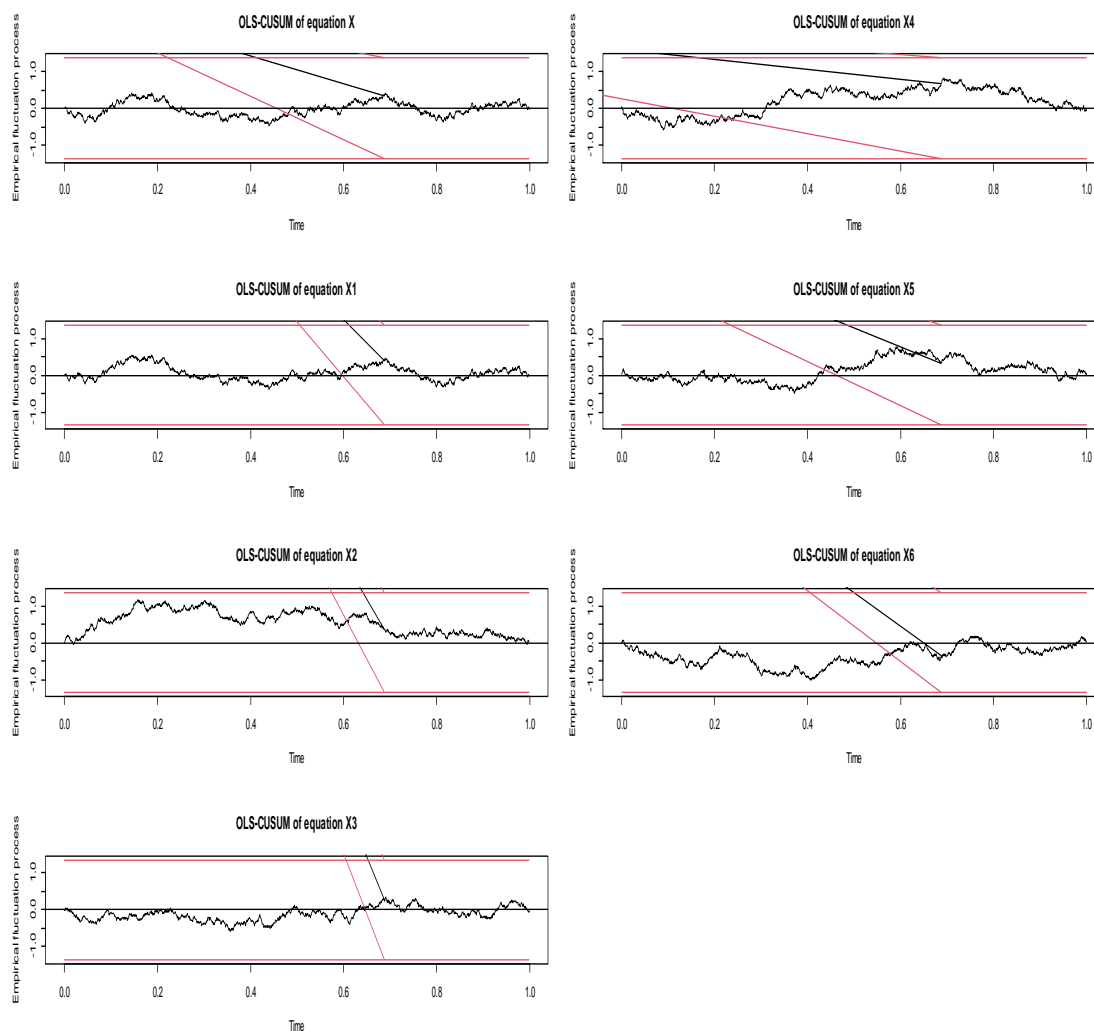 OLS-CUSUM of equation X
Empirical fluctuation process
1.0
0.0
-1.0
0.0 0.2 0.4 0.6 0.8 1.0
Time
OLS-CUSUM of equation X1
Empirical fluctuation process
1.0
0.0
-1.0
0.0 0.2 0.4 0.6 0.8 1.0
Time
OLS-CUSUM of equation X2
Empirical fluctuation process
1.0
0.0
-1.0
0.0 0.2 0.4 0.6 0.8 1.0
Time
OLS-CUSUM of equation X3
Empirical fluctuation process
1.0
0.0
-1.0
0.0 0.2 0.4 0.6 0.8 1.0
Time
OLS-CUSUM of equation X4
Empirical fluctuation process
1.0
0.0
-1.0
0.0 0.2 0.4 0.6 0.8 1.0
Time
OLS-CUSUM of equation X5
Empirical fluctuation process
1.0
0.0
-1.0
0.0 0.2 0.4 0.6 0.8 1.0
Time
OLS-CUSUM of equation X6
Empirical fluctuation process
1.0
0.0
-1.0
0.0 0.2 0.4 0.6 0.8 1.0
Time